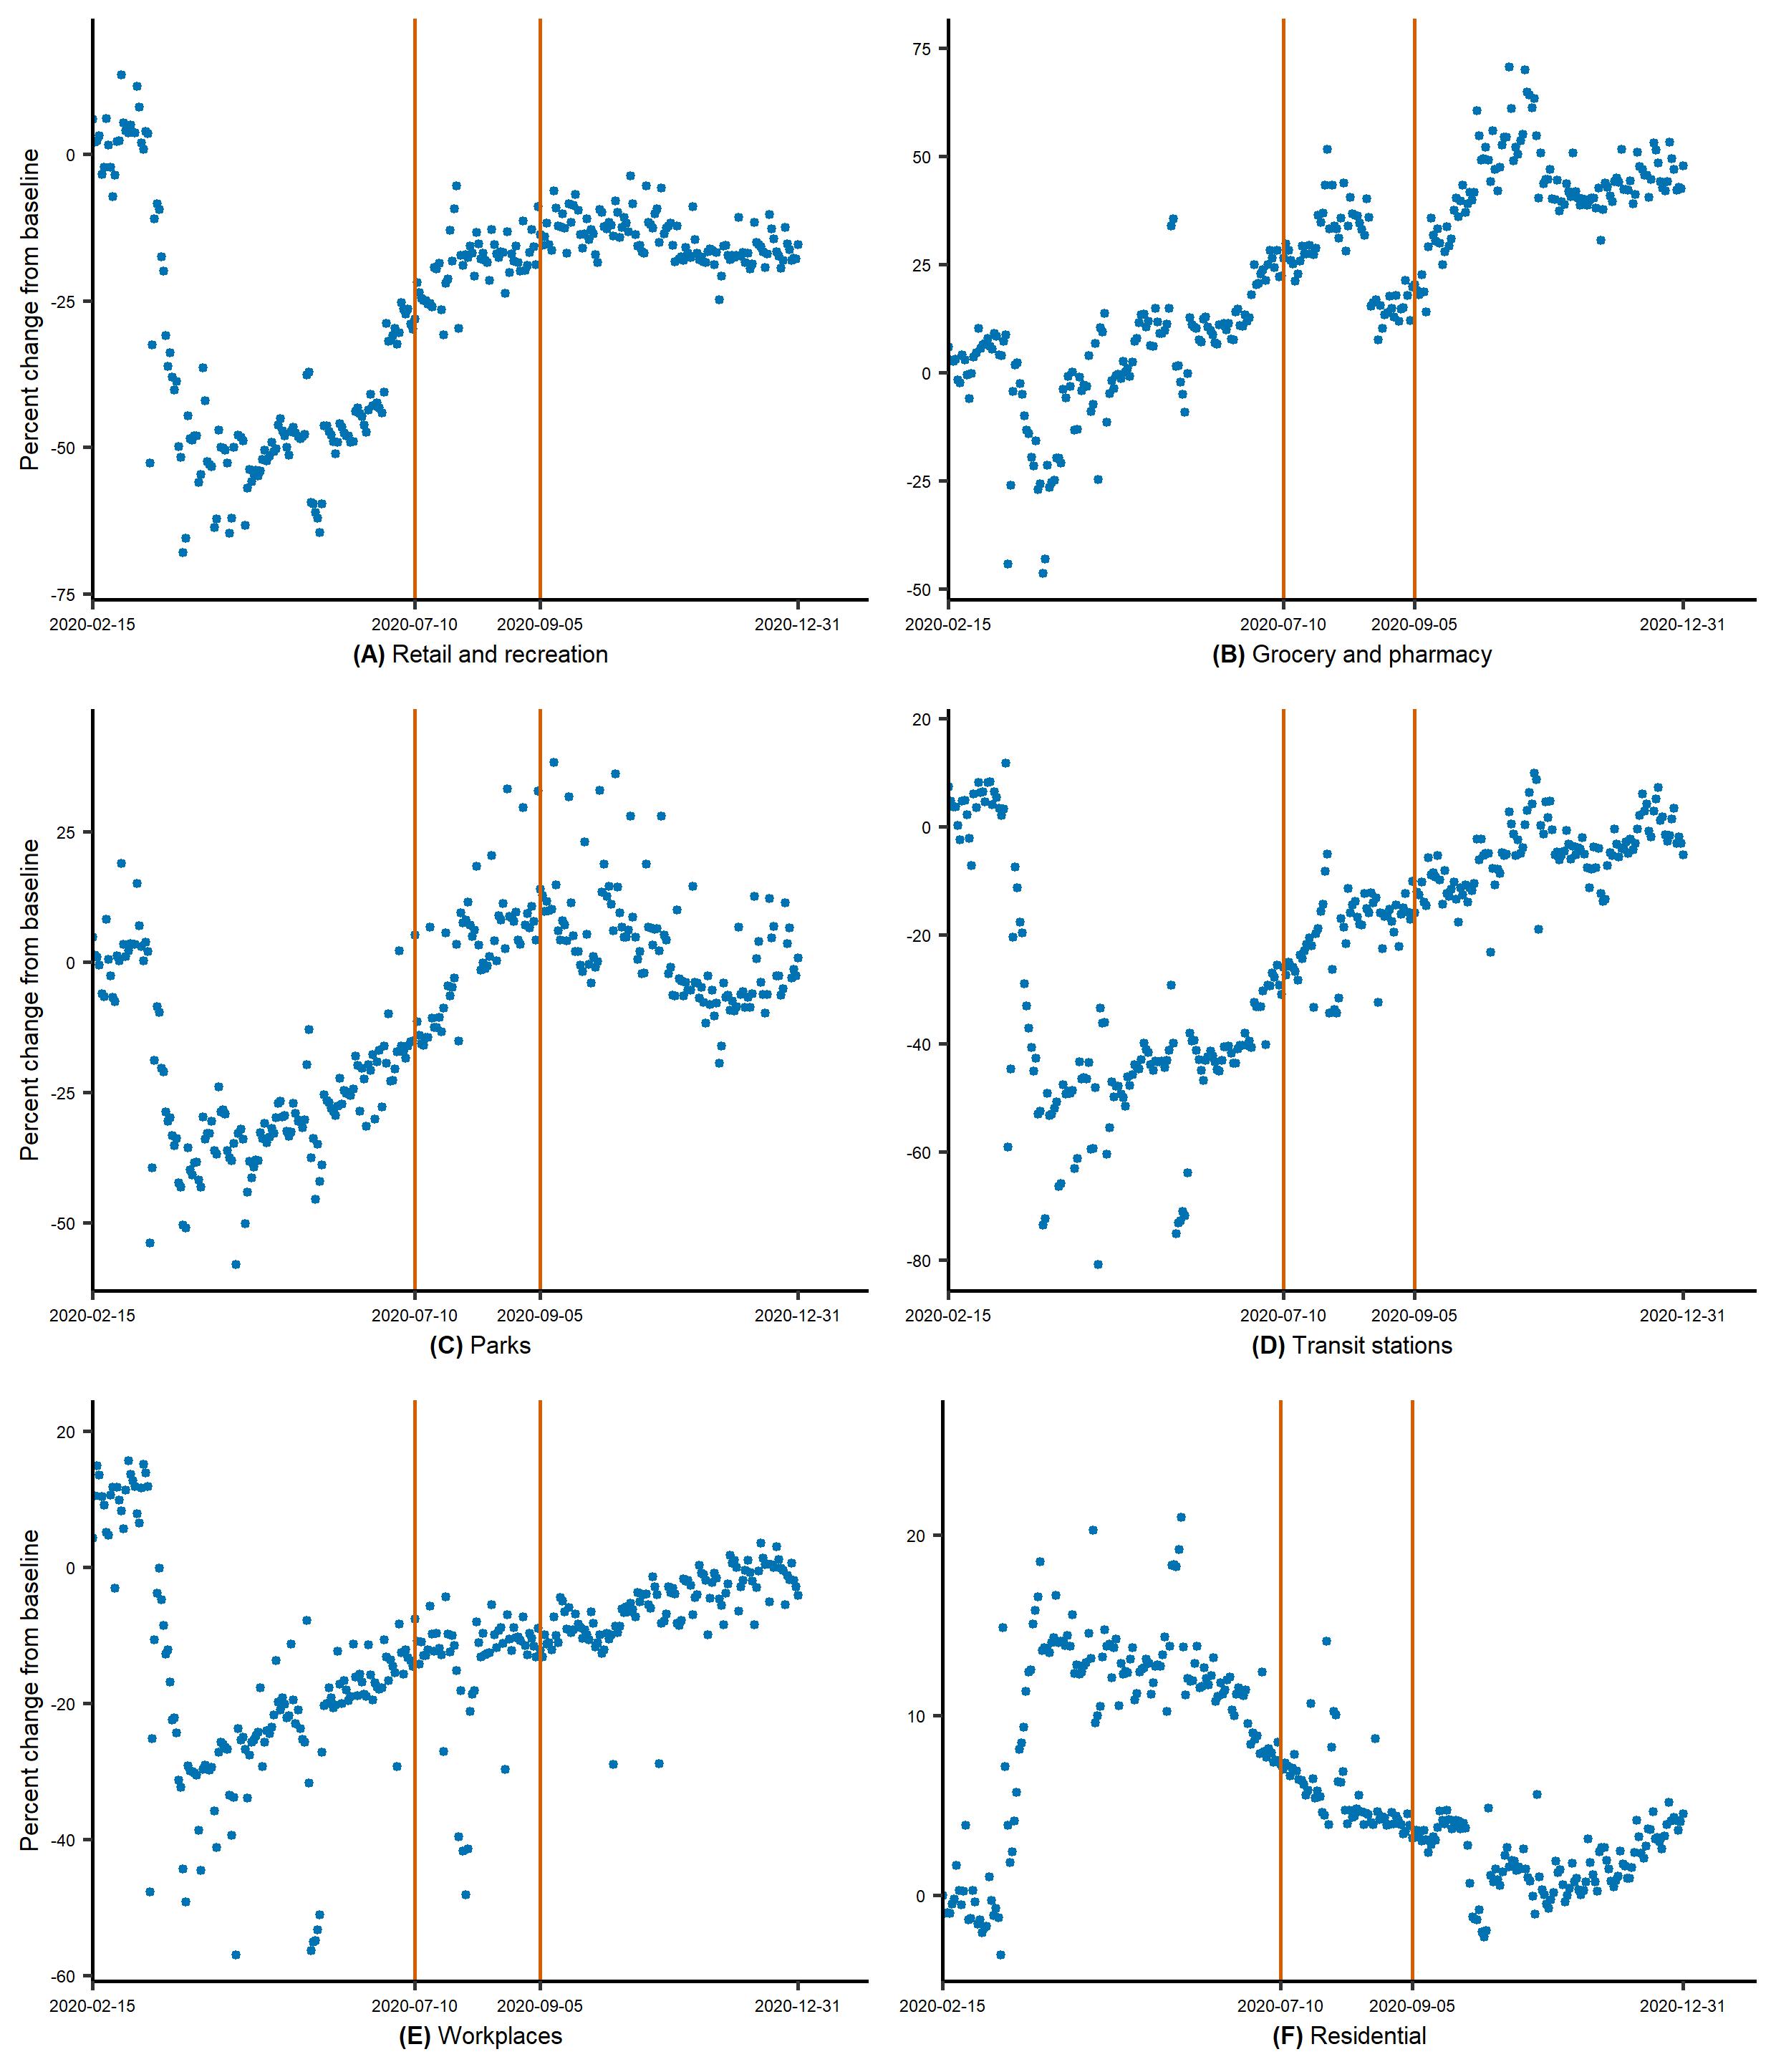 Percent change from baseline
0
-25
-50
-75
2020-02-15 2020-07-10 2020-09-05 2020-12-31
(A) Retail and recreation
75
50
25
0
-25
-50
2020-02-15 2020-07-10 2020-09-05 2020-12-31
(B) Grocery and pharmacy
Percent change from baseline
25
0
-25
-50
2020-02-15 2020-07-10 2020-09-05 2020-12-31
(C) Parks
20
0
-20
-40
-60
-80
2020-02-15 2020-07-10 2020-09-05 2020-12-31
(D) Transit stations
Percent change from baseline
20
0
-20
-40
-60
2020-02-15 2020-07-10 2020-09-05 2020-12-31
(E) Workplaces
20
10
0
2020-02-15 2020-07-10 2020-09-05 2020-12-31
(F) Residential